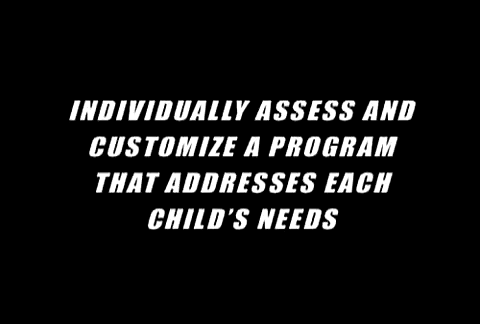 INDIVIDUALLY ASSESS AND
CUSTOMIZE A PROGRAM
THAT ADDRESSES EACH
CHILD'S NEEDS